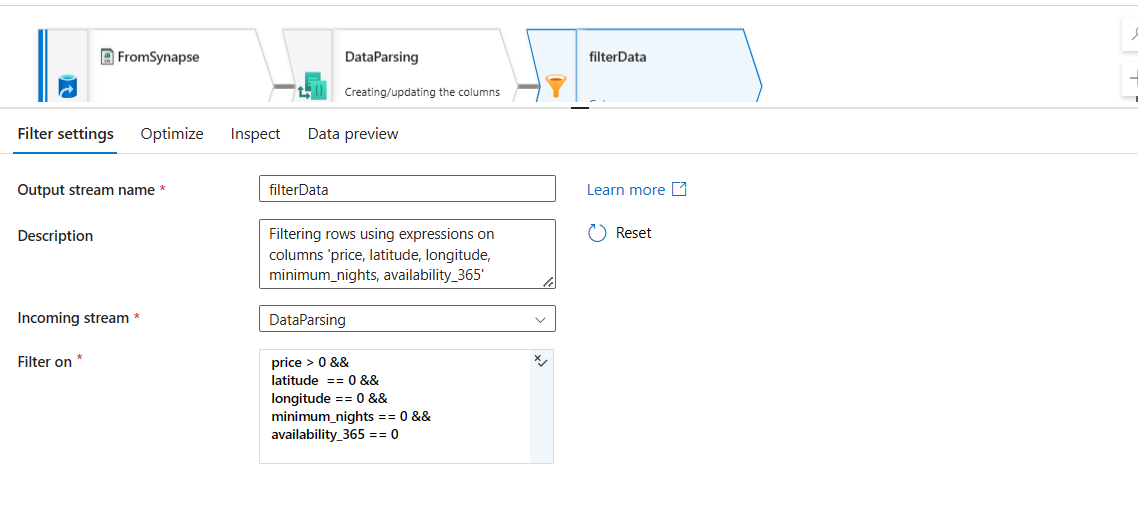 FromSynapse
DataParsing
Creating/updating the columns
filterData
Filter settings
Optimize
Inspect
Data preview
Output stream name *
filterData
Learn more
Description
Filtering rows using expressions on
columns 'price, latitude, longitude,
minimum_nights, availability_365'
Reset
Incoming stream *
DataParsing
Filter on *
price > 0 &&
latitude  == 0 &&
longitude == 0 &&
minimum_nights == 0 &&
availability_365 == 0